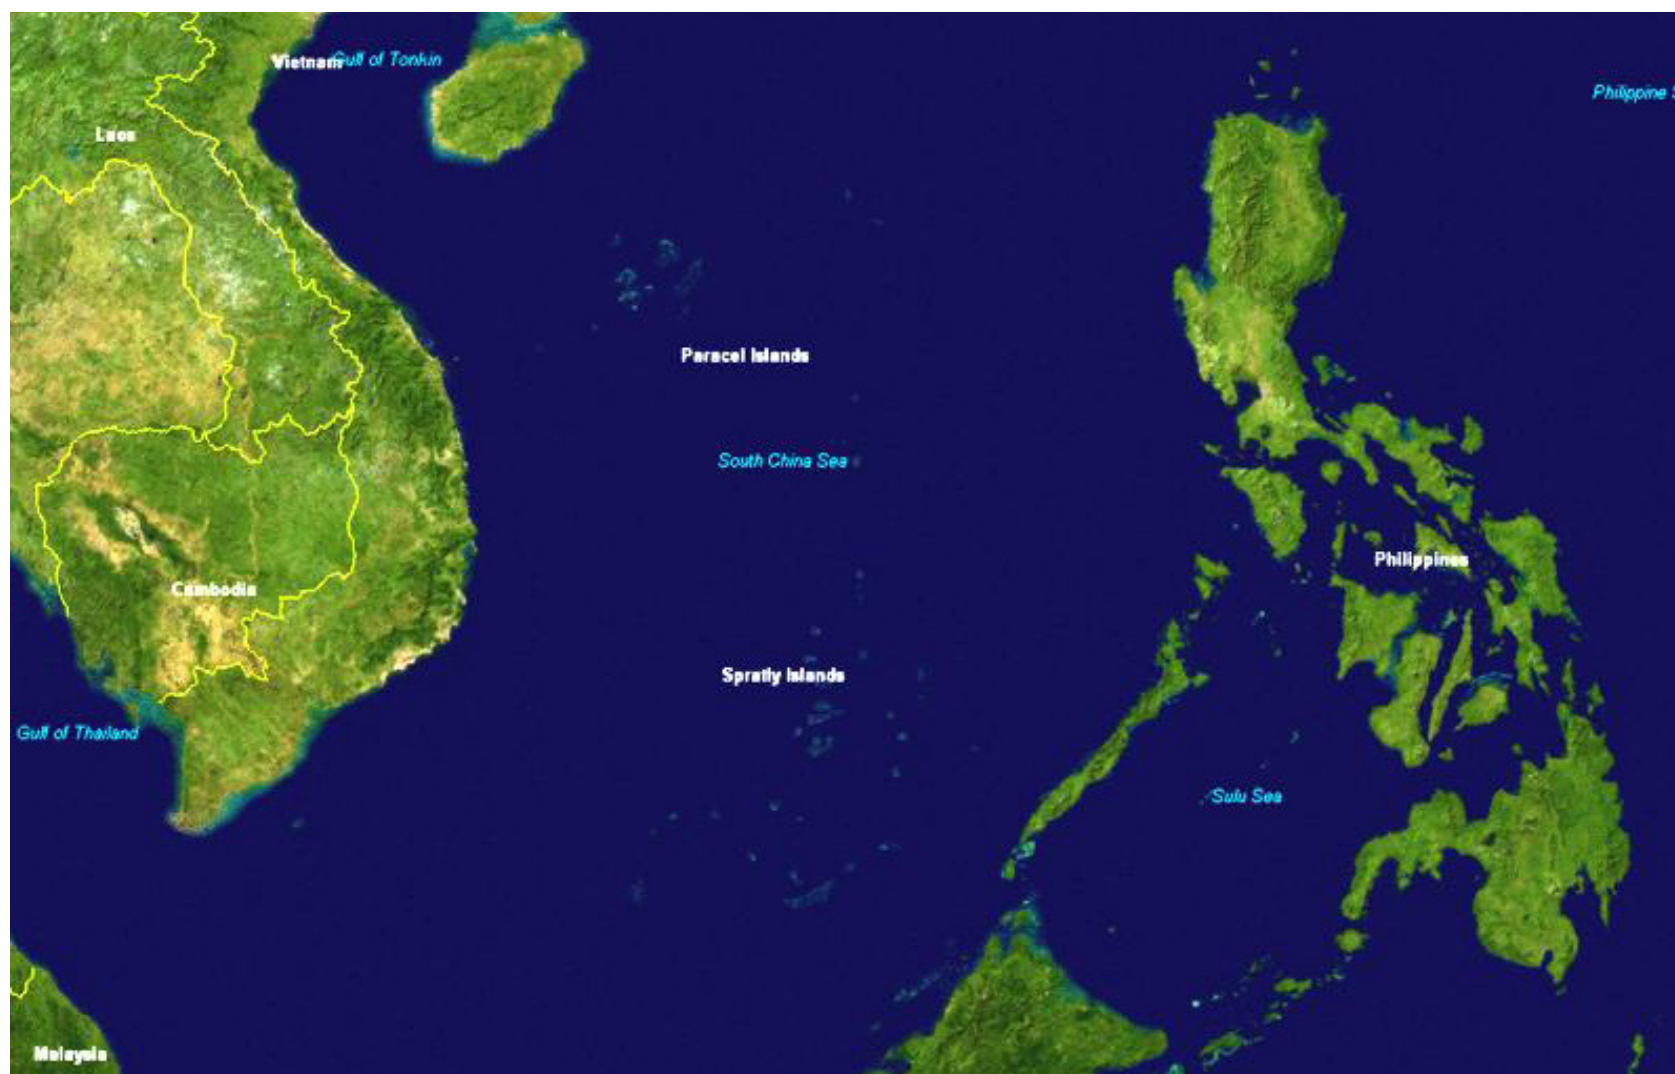 Vietnam
Gulf of Tonkin
Philippine
Laos
Paracel Islands
South China Sea
Philippines
Cambodia
Spratly Islands
Gulf of Thailand
Sulu Sea
Malaysia